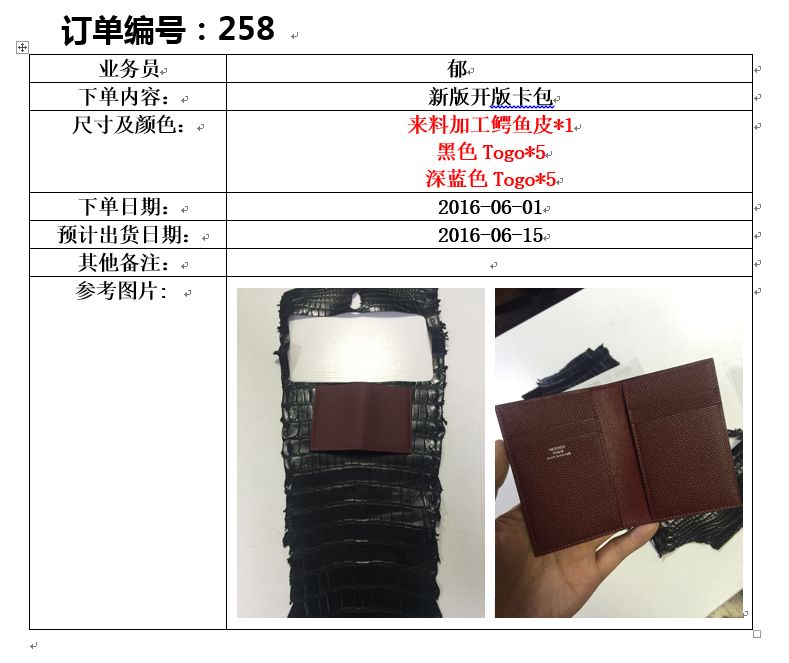 订单编号：258
业务员
郁
下单内容：
新版开版卡包
尺寸及颜色：
来料加工鳄鱼皮*1
黑色 Togo*5
深蓝色 Togo*5
下单日期：
2016-06-01
预计出货日期：
2016-06-15
其他备注：
参考图片：
HERMES
PARIS